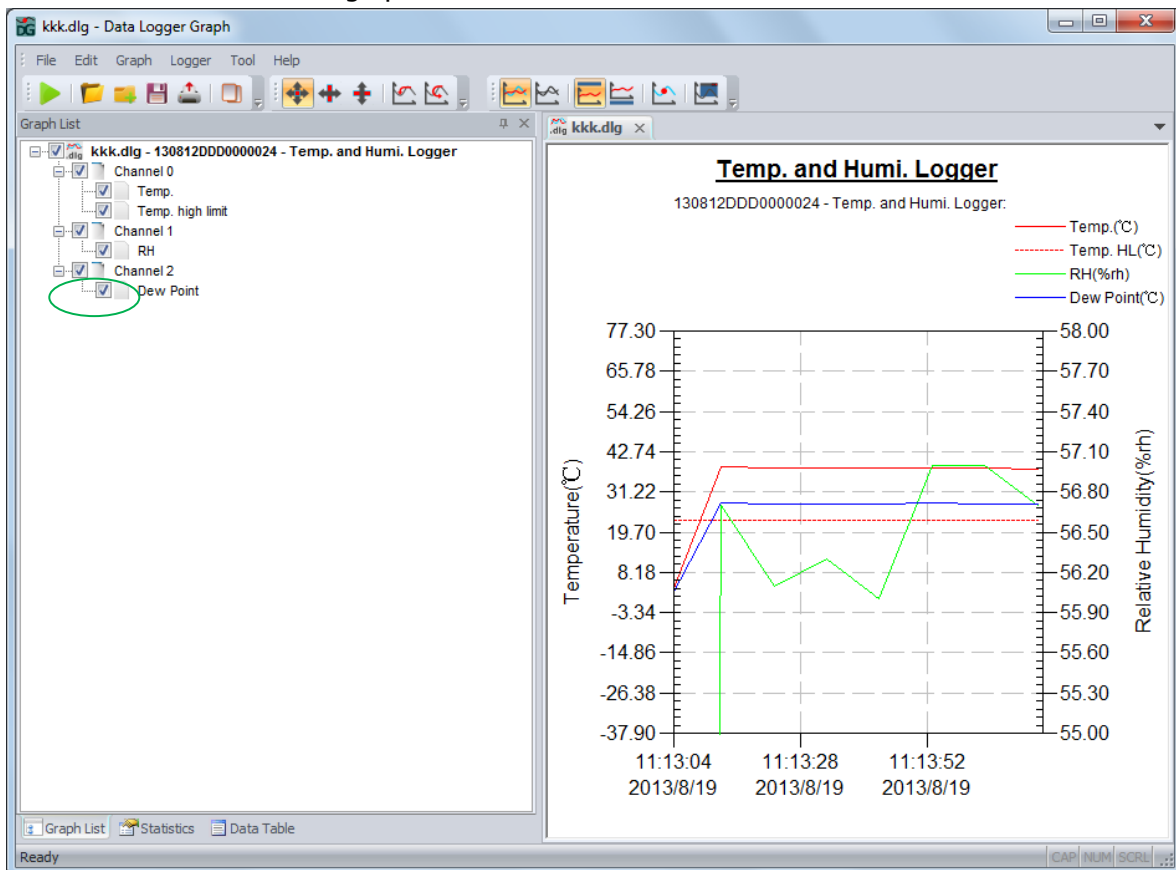 kkk.dlg - Data Logger Graph
File Edit Graph Logger Tool Help
Graph List
kkk.dlg - 130812DDD0000024 - Temp. and Humi. Logger
Channel 0
Temp.
Temp. high limit
Channel 1
RH
Channel 2
Dew Point
Graph List Statistics Data Table
Ready
kkk.dlg
Temp. and Humi. Logger
130812DDD0000024 - Temp. and Humi. Logger:
Temp.(℃)
Temp. HL(℃)
RH(%rh)
Dew Point(℃)
Temperature(℃)
77.30
65.78
54.26
42.74
31.22
19.70
8.18
-3.34
-14.86
-26.38
-37.90
58.00
57.70
57.40
57.10
56.80
56.50
56.20
55.90
55.60
55.30
55.00
Relative Humidity(%rh)
11:13:04 11:13:28 11:13:52
2013/8/19 2013/8/19 2013/8/19
CAP NUM SCRL